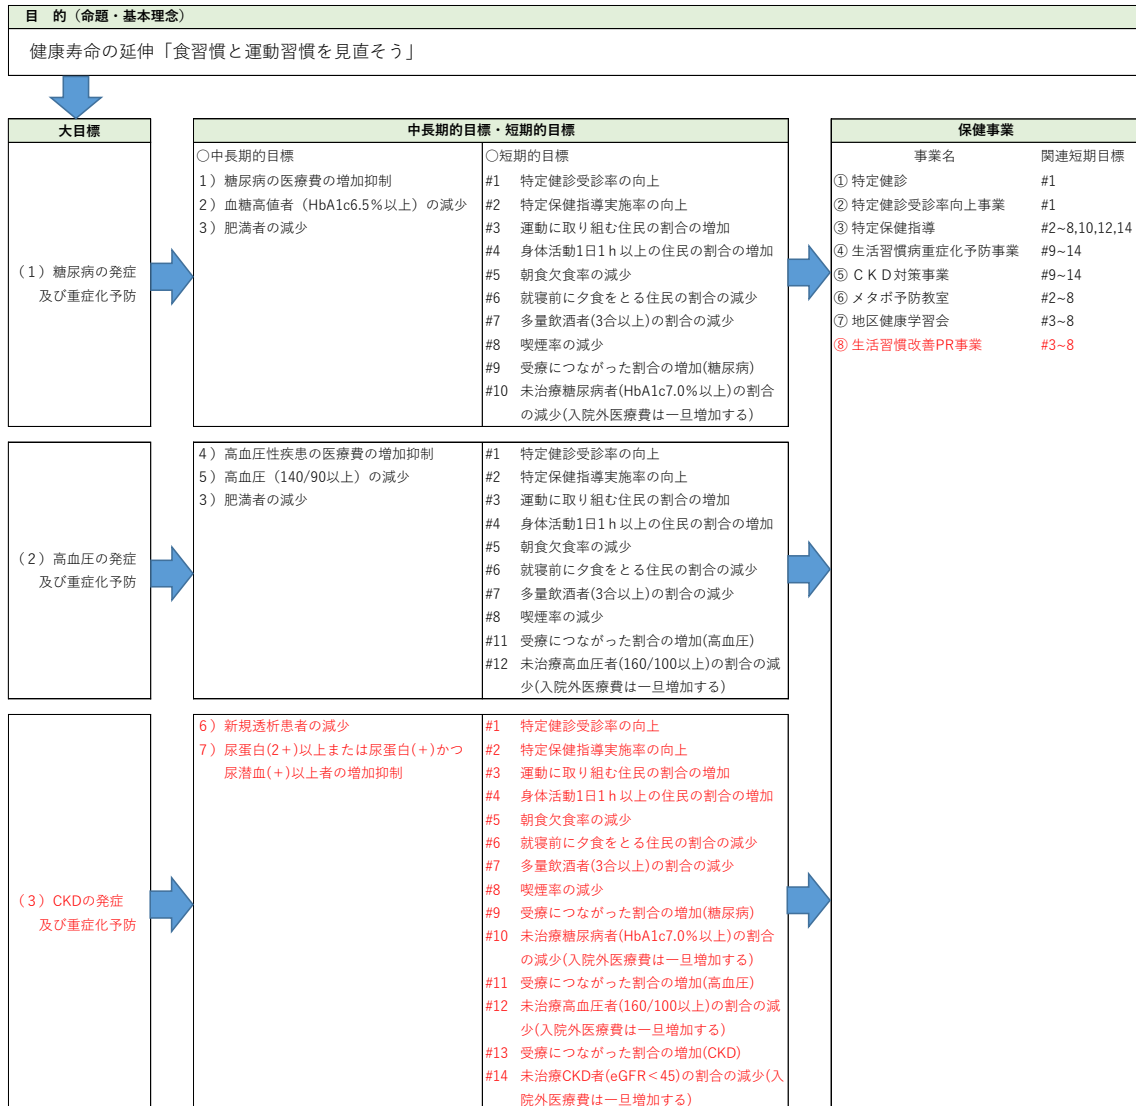 目 的（命題・基本理念）
健康寿命の延伸「食習慣と運動習慣を見直そう」
大目標
中長期的目標・短期的目標
保健事業
（１）糖尿病の発症
及び重症化予防
○中長期的目標
１）糖尿病の医療費の増加抑制
２）血糖高値者（HbA1c6.5％以上）の減少
３）肥満者の減少
○短期的目標
#1 特定健診受診率の向上
#2 特定保健指導実施率の向上
#3 運動に取り組む住民の割合の増加
#4 身体活動1日1ｈ以上の住民の割合の増加
#5 朝食欠食率の減少
#6 就寝前に夕食をとる住民の割合の減少
#7 多量飲酒者(3合以上)の割合の減少
#8 喫煙率の減少
#9 受療につながった割合の増加(糖尿病)
#10 未治療糖尿病者(HbA1c7.0％以上)の割合
の減少(入院外医療費は一旦増加する)
事業名 関連短期目標
① 特定健診 #1
② 特定健診受診率向上事業 #1
③ 特定保健指導 #2~8,10,12,14
④ 生活習慣病重症化予防事業 #9~14
⑤ ＣＫＤ対策事業 #9~14
⑥ メタボ予防教室 #2~8
⑦ 地区健康学習会 #3~8
⑧ 生活習慣改善PR事業 #3~8
（２）高血圧の発症
及び重症化予防
４）高血圧性疾患の医療費の増加抑制
５）高血圧（140/90以上）の減少
３）肥満者の減少
#1 特定健診受診率の向上
#2 特定保健指導実施率の向上
#3 運動に取り組む住民の割合の増加
#4 身体活動1日1ｈ以上の住民の割合の増加
#5 朝食欠食率の減少
#6 就寝前に夕食をとる住民の割合の減少
#7 多量飲酒者(3合以上)の割合の減少
#8 喫煙率の減少
#11 受療につながった割合の増加(高血圧)
#12 未治療高血圧者(160/100以上)の割合の減
少(入院外医療費は一旦増加する)
（３）CKDの発症
及び重症化予防
６）新規透析患者の減少
７）尿蛋白(2+)以上または尿蛋白(+)かつ
尿潜血(+)以上者の増加抑制
#1 特定健診受診率の向上
#2 特定保健指導実施率の向上
#3 運動に取り組む住民の割合の増加
#4 身体活動1日1ｈ以上の住民の割合の増加
#5 朝食欠食率の減少
#6 就寝前に夕食をとる住民の割合の減少
#7 多量飲酒者(3合以上)の割合の減少
#8 喫煙率の減少
#9 受療につながった割合の増加(糖尿病)
#10 未治療糖尿病者(HbA1c7.0％以上)の割合
の減少(入院外医療費は一旦増加する)
#11 受療につながった割合の増加(高血圧)
#12 未治療高血圧者(160/100以上)の割合の減
少(入院外医療費は一旦増加する)
#13 受療につながった割合の増加(CKD)
#14 未治療CKD者(eGFR＜45)の割合の減少(入
院外医療費は一旦増加する)